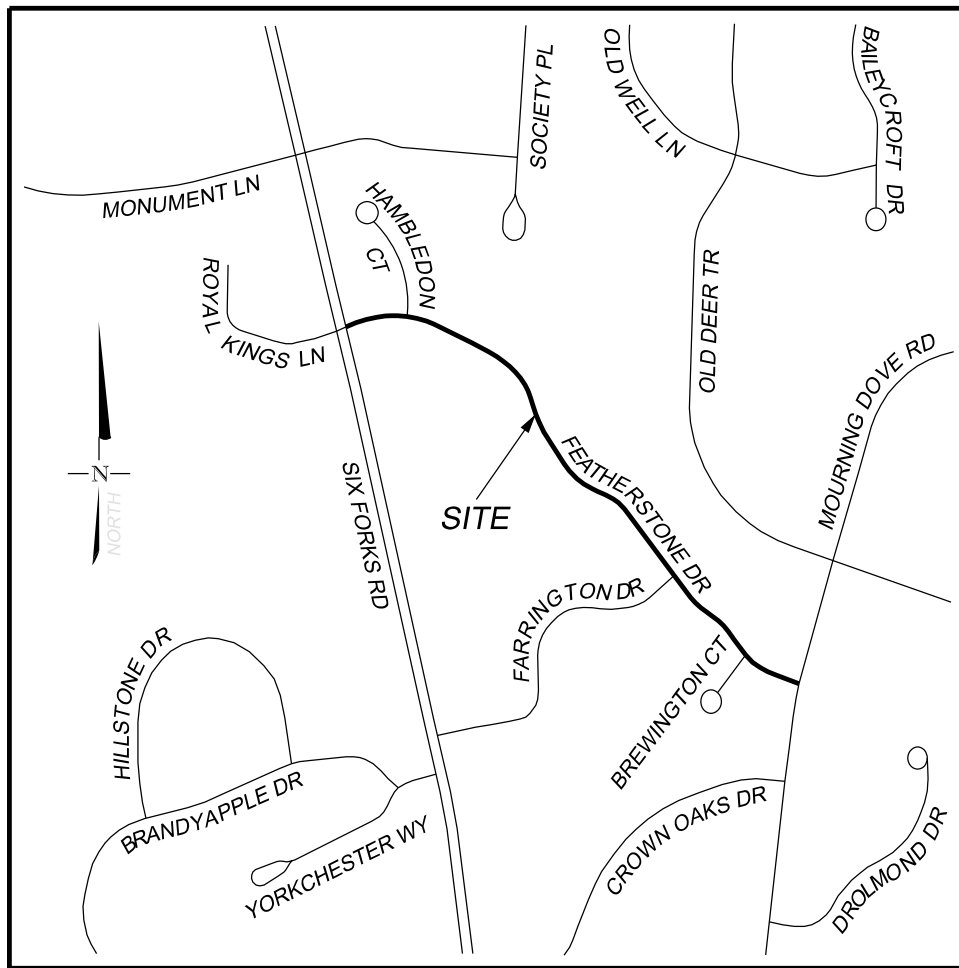 SOCIETY PL
OLD WELL LN
BAILEYCROFT DR
MONUMENT LN
HAMBLEDON
CT
ROYAL
KINGS LN
OLD DEER TR
MOURNING DOVE RD
N
NORTH
SIX FORKS RD
SITE
FEATHERSTONE DR
FARRINGTON DR
HILLSTONE DR
BREWINGTON CT
BRANDYAPPLE DR
YORKCHESTER WY
CROWN OAKS DR
DROLMOND DR